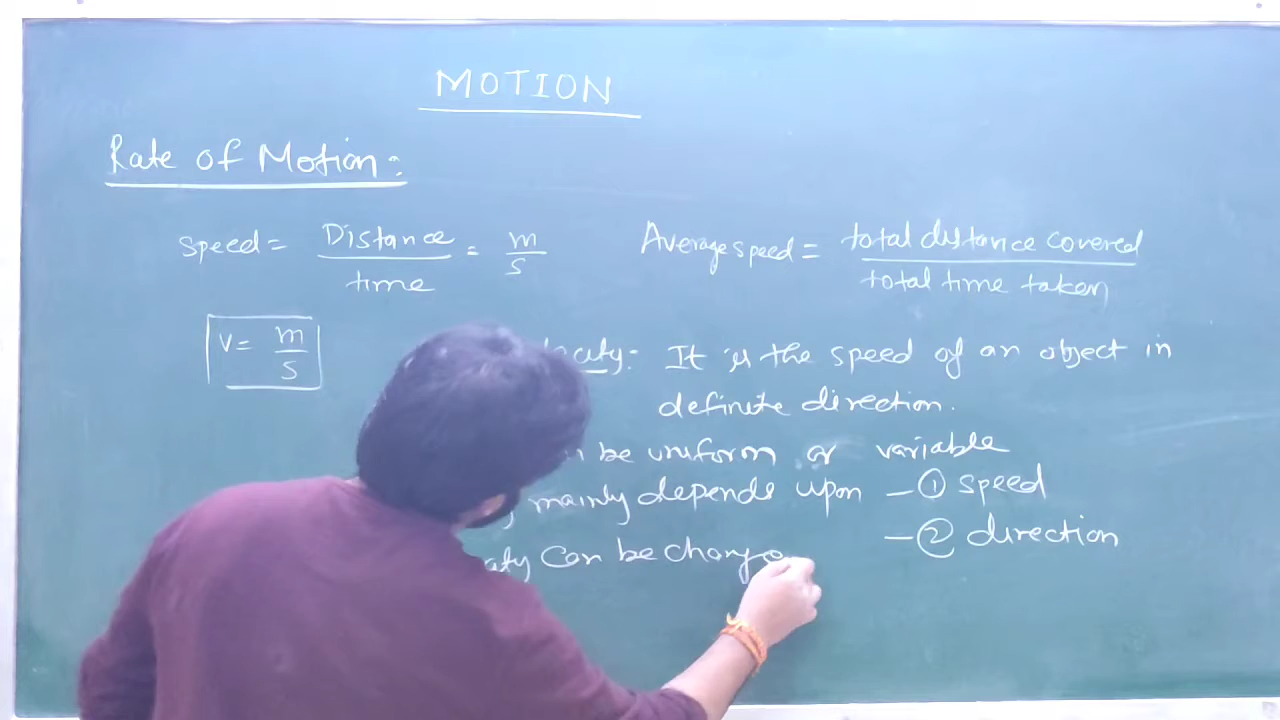 MOTION
Rate of Motion:
Speed = Distance / time = m / s
Average speed = total distance covered / total time taken
v = m / s
It is the speed of an object in
definite direction.
be uniform or variable
mainly depends upon – ① speed
– ② direction
can be change